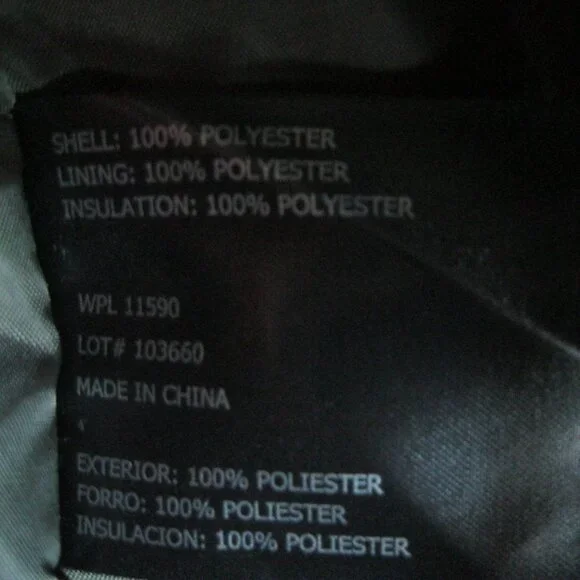 SHELL: 100% POLYESTER
LINING: 100% POLYESTER
INSULATION: 100% POLYESTER
WPL 11590
LOT# 103660
MADE IN CHINA
EXTERIOR: 100% POLIESTER
FORRO: 100% POLIESTER
INSULACION: 100% POLIESTER